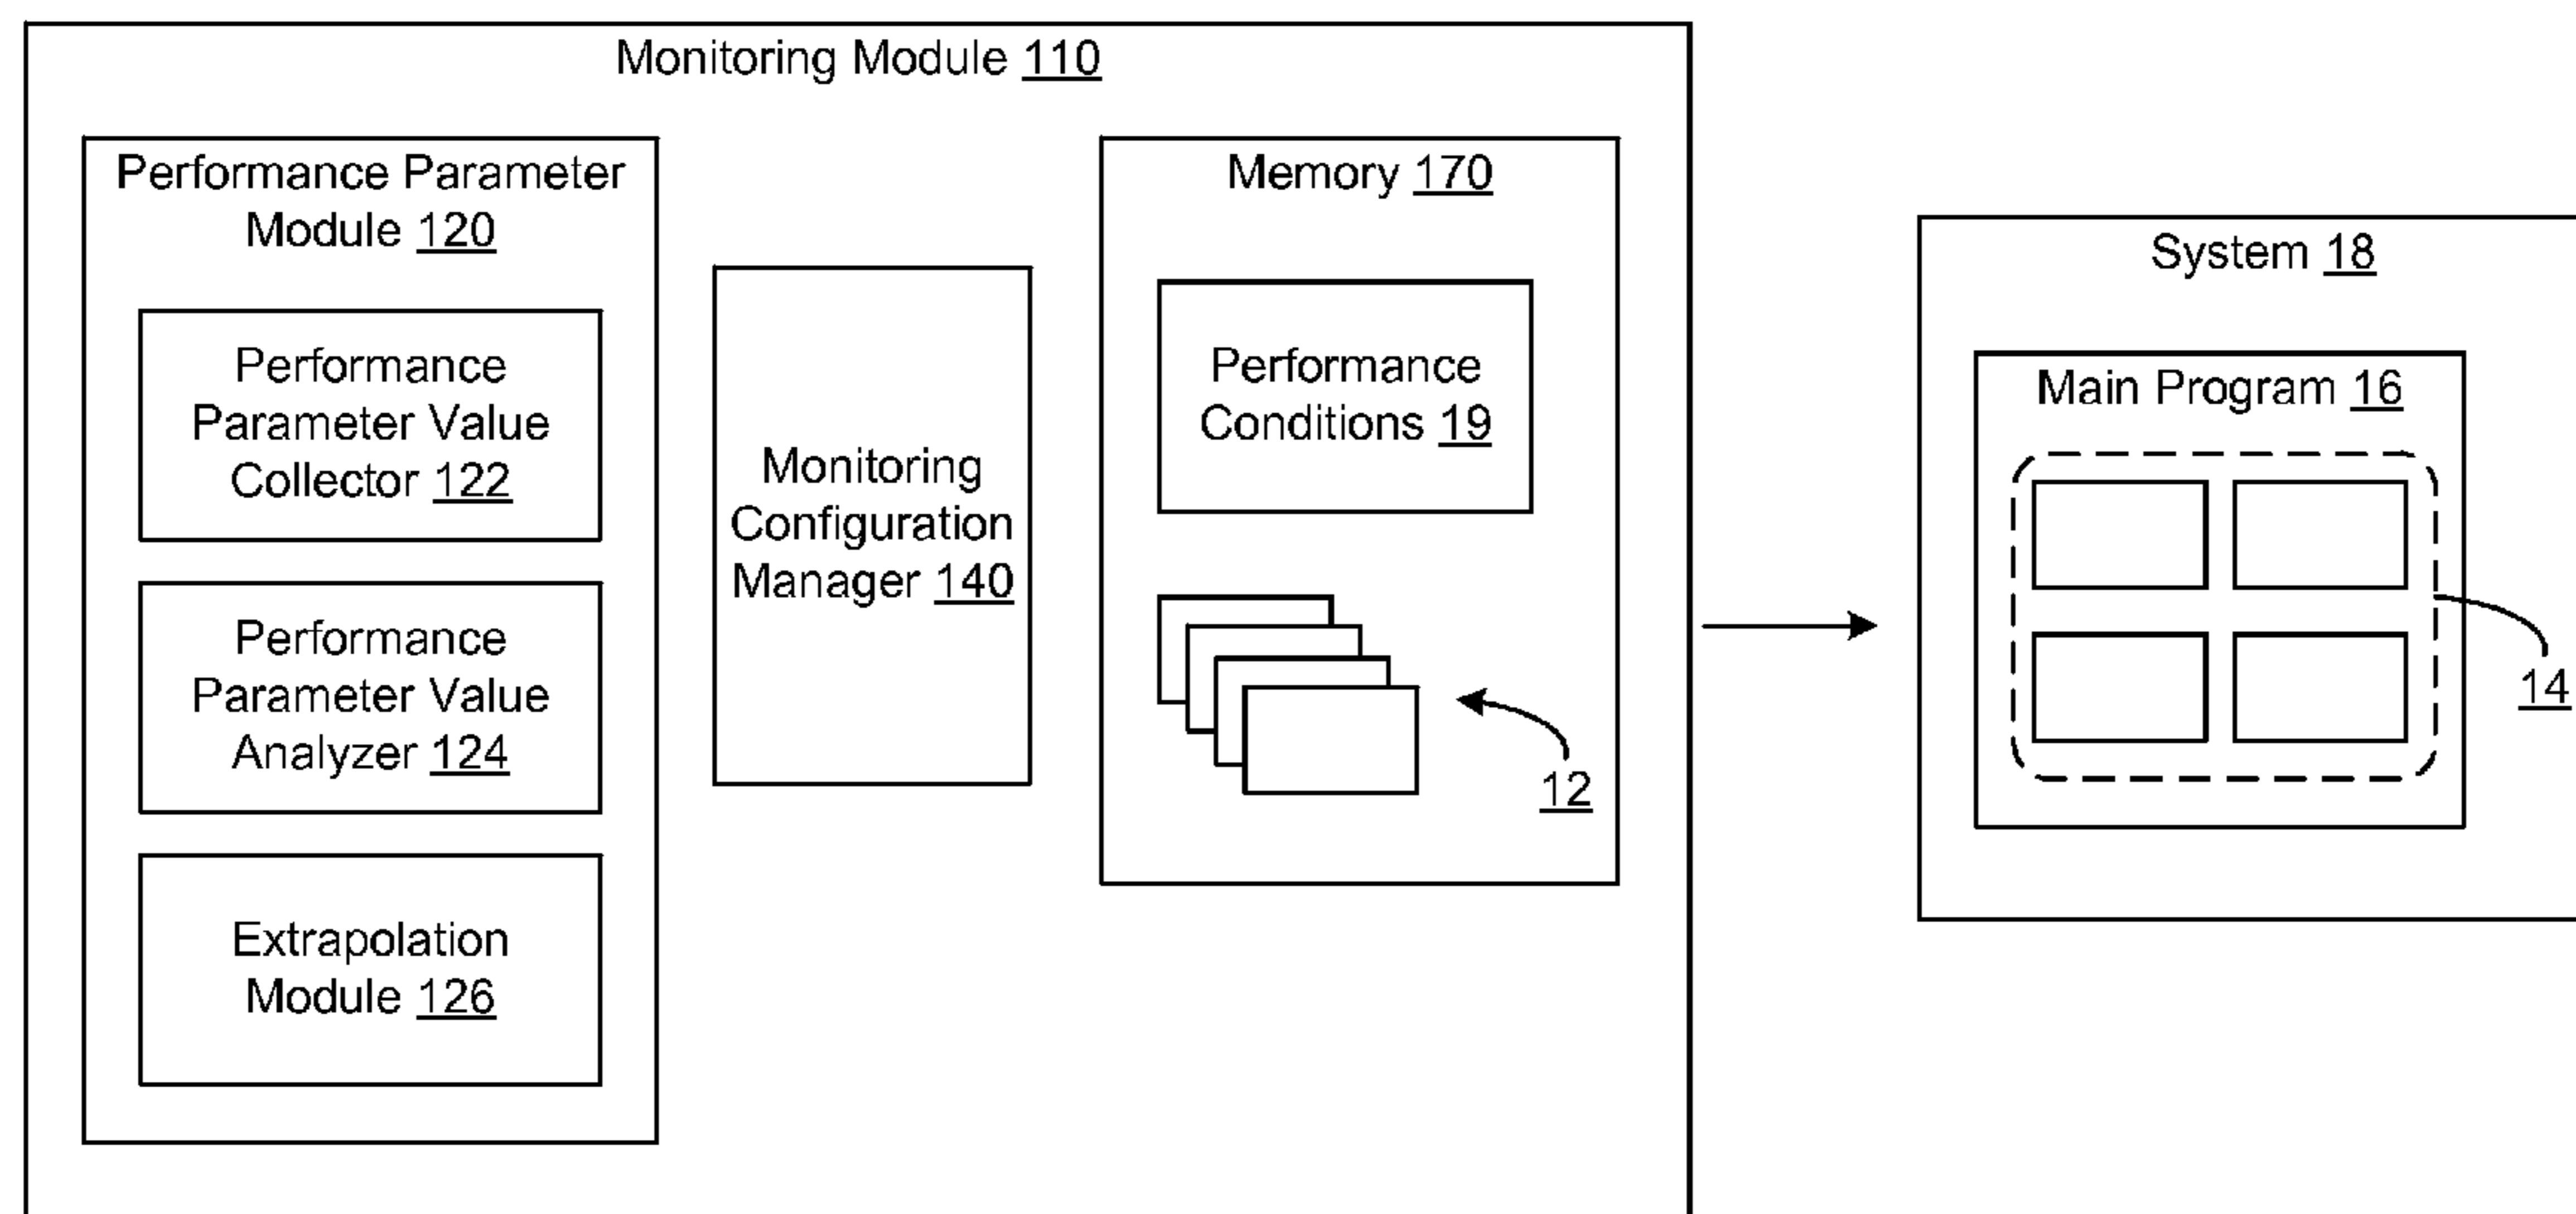 Monitoring Module 110
Performance Parameter
Module 120
Performance
Parameter Value
Collector 122
Performance
Parameter Value
Analyzer 124
Extrapolation
Module 126
Monitoring
Configuration
Manager 140
Memory 170
Performance
Conditions 19
12
System 18
Main Program 16
14